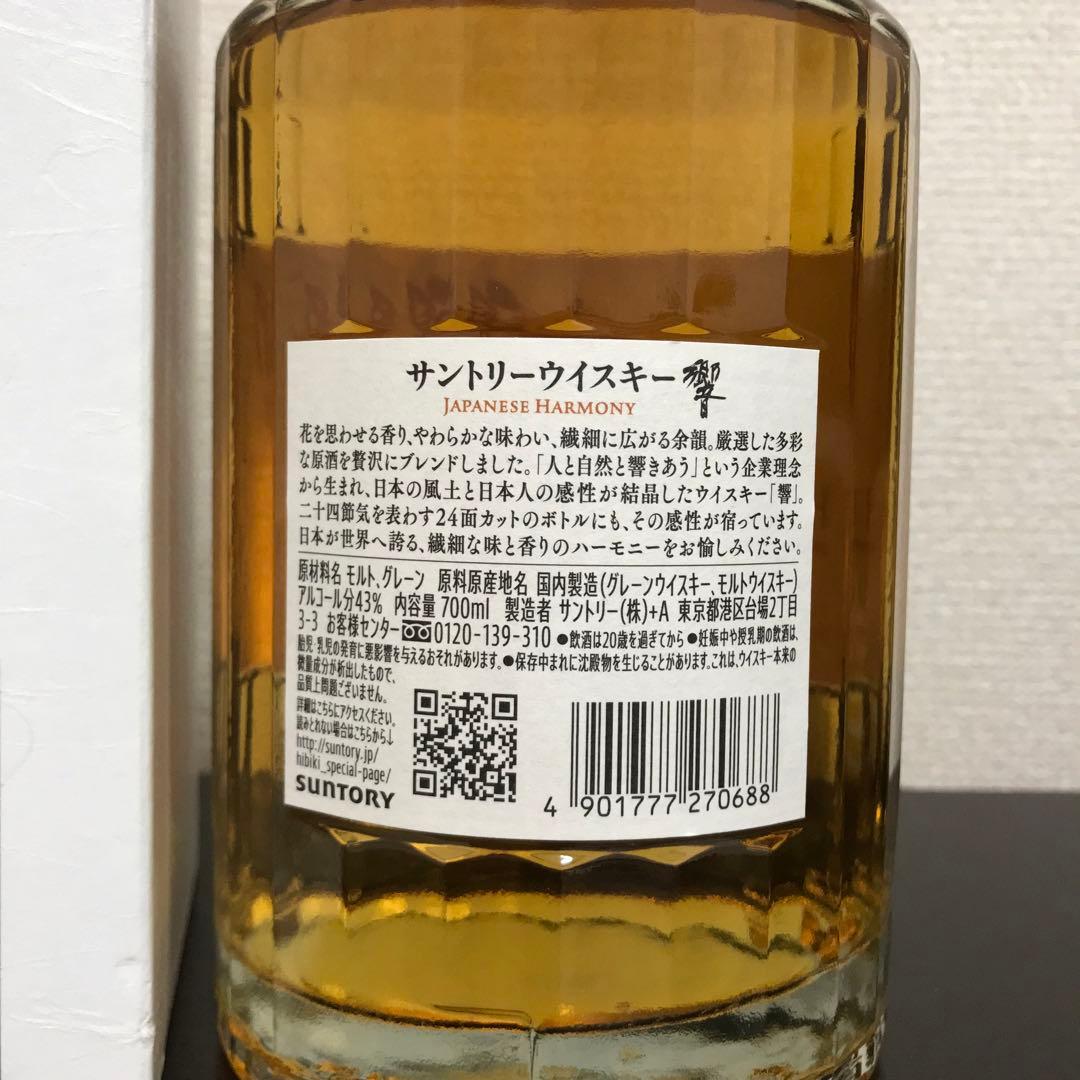 サントリーウイスキー響
JAPANESE HARMONY
花を思わせる香り、やわらかな味わい、繊細に広がる余韻。厳選した多彩
な原酒を贅沢にブレンドしました。「人と自然と響きあう」という企業理念
から生まれ、日本の風土と日本人の感性が結晶したウイスキー「響」。
二十四節気を表わす24面カットのボトルにも、その感性が宿っています。
日本が世界へ誇る、繊細な味と香りのハーモニーをお愉しみください。
原材料名 モルト、グレーン 原料原産地名 国内製造(グレーンウイスキー、モルトウイスキー)
アルコール分43% 内容量 700ml 製造者 サントリー(株)+A 東京都港区台場2丁目
3-3 お客様センター 0120-139-310 ●飲酒は20歳を過ぎてから ●妊娠中や授乳期の飲酒は、
胎児・乳児の発育に悪影響を与えるおそれがあります。●保存中まれに沈殿物を生じることがあります。これは、ウイスキー本来の
微量成分が析出したもので、
品質上問題ございません。
詳細はこちらにアクセスください。
読みとれない場合はこちらから↓
http://suntory.jp/
hibiki_special-page/
SUNTORY
4 901777 270688